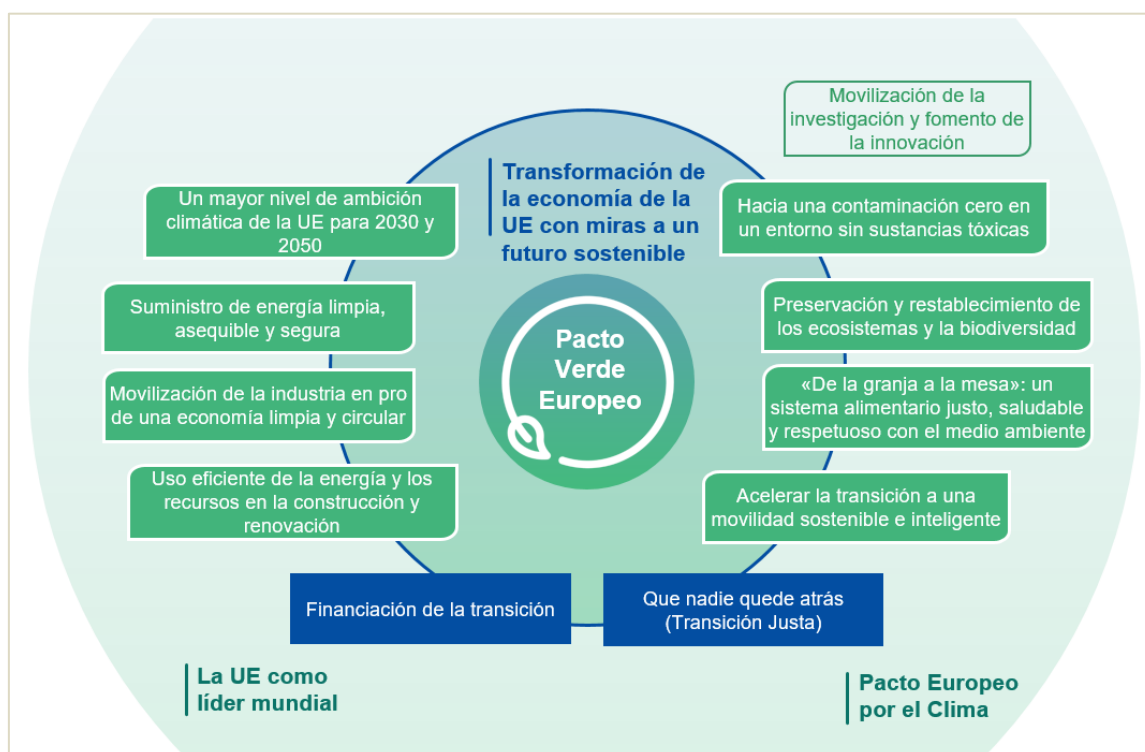 Movilización de la
investigación y fomento de
la innovación
Transformación de
la economía de la
UE con miras a un
futuro sostenible
Un mayor nivel de ambición
climática de la UE para 2030 y
2050
Hacia una contaminación cero en
un entorno sin sustancias tóxicas
Suministro de energía limpia,
asequible y segura
Preservación y restablecimiento de
los ecosistemas y la biodiversidad
Pacto
Verde
Europeo
Movilización de la industria en pro
de una economía limpia y circular
«De la granja a la mesa»: un
sistema alimentario justo, saludable
y respetuoso con el medio ambiente
Uso eficiente de la energía y los
recursos en la construcción y
renovación
Acelerar la transición a una
movilidad sostenible e inteligente
Financiación de la transición
Que nadie quede atrás
(Transición Justa)
La UE como
líder mundial
Pacto Europeo
por el Clima